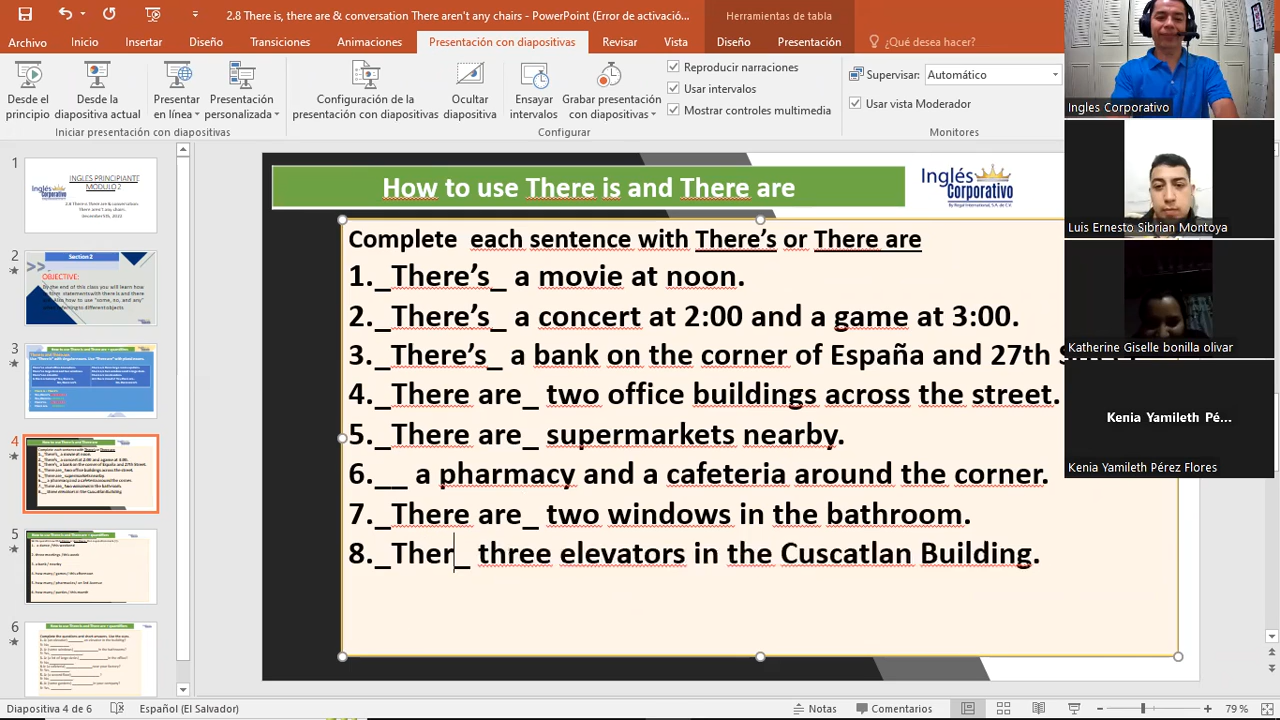 2.8 There is, there are & conversation There aren't any chairs - PowerPoint (Error de activació...
Herramientas de tabla
Archivo Inicio Insertar Diseño Transiciones Animaciones Presentación con diapositivas Revisar Vista Diseño Presentación ¿Qué desea hacer?
Desde el principio
Desde la diapositiva actual
Presentar en línea
Presentación personalizada
Iniciar presentación con diapositivas
Configuración de la presentación con diapositivas
Ocultar diapositiva
Ensayar intervalos
Grabar presentación con diapositivas
Reproducir narraciones
Usar intervalos
Mostrar controles multimedia
Configurar
Supervisar: Automático
Usar vista Moderador
Monitores
Ingles Corporativo
Luis Ernesto Sibrian Montoya
Katherine Giselle bonilla olivar
Kenia Yamileth Pé...
Kenia Yamileth Pérez Flores
1
INGLÉS PRINCIPIANTE
MODULO 2
2
Section 2
OBJECTIVE:
3
4
5
6
How to use There is and There are
Inglés
Corporativo
Complete each sentence with There's or There are
1._There's_ a movie at noon.
2._There's_ a concert at 2:00 and a game at 3:00.
3._There's_ a bank on the corner of España and 27th
4._There are_ two office buildings across the street.
5._There are_ supermarkets nearby.
6.__ a pharmacy and a cafeteria around the corner.
7._There are_ two windows in the bathroom.
8._Ther_ three elevators in the Cuscatlan Building.
Diapositiva 4 de 6 Español (El Salvador) Notas Comentarios 79 %